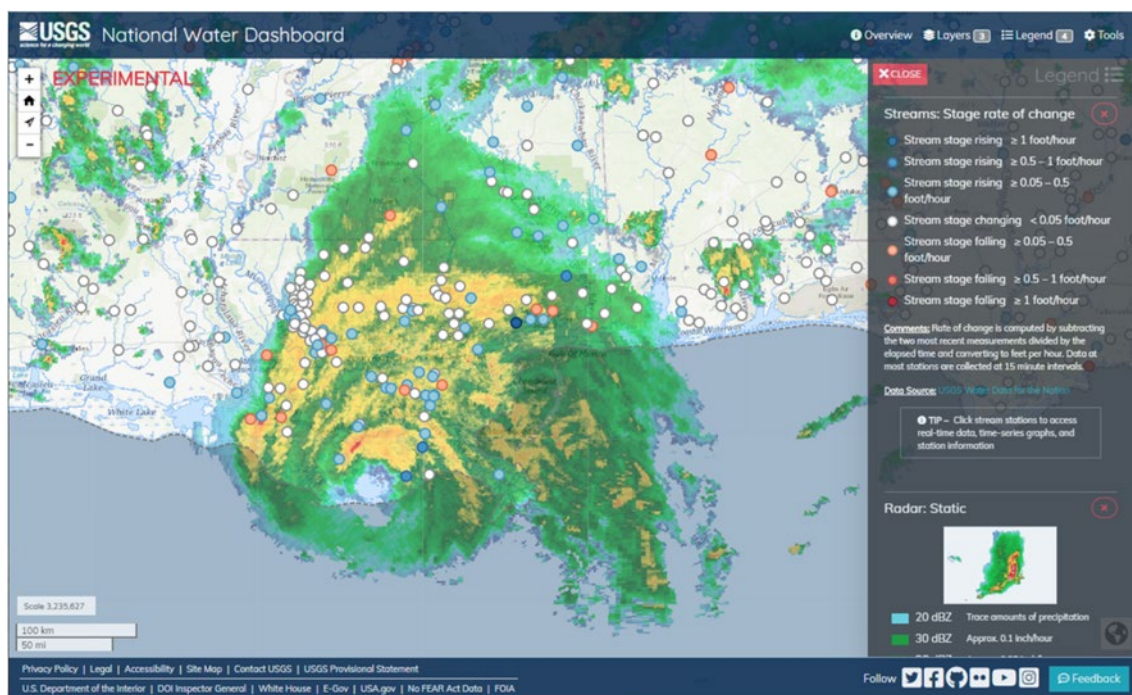 USGS
science for a changing world
National Water Dashboard
Overview Layers 3 Legend 4 Tools
EXPERIMENTAL
CLOSE
Legend
Streams: Stage rate of change
Stream stage rising ≥ 1 foot/hour
Stream stage rising ≥ 0.5 – 1 foot/hour
Stream stage rising ≥ 0.05 – 0.5
foot/hour
Stream stage changing < 0.05 foot/hour
Stream stage falling ≥ 0.05 – 0.5
foot/hour
Stream stage falling ≥ 0.5 – 1 foot/hour
Stream stage falling ≥ 1 foot/hour
Comments: Rate of change is computed by subtracting
the two most recent measurements divided by the
elapsed time and converting to feet per hour. Data at
most stations are collected at 15 minute intervals.
Data Source: USGS Water Data for the Nation
TIP – Click stream stations to access
real-time data, time-series graphs, and
station information
Grand
Lake
White Lake
Radar: Static
20 dBZ Trace amounts of precipitation
30 dBZ Approx. 0.1 inch/hour
Scale 3,235,627
100 km
50 mi
Privacy Policy | Legal | Accessibility | Site Map | Contact USGS | USGS Provisional Statement
U.S. Department of the Interior | DOI Inspector General | White House | E-Gov | USA.gov | No FEAR Act Data | FOIA
Follow
Feedback